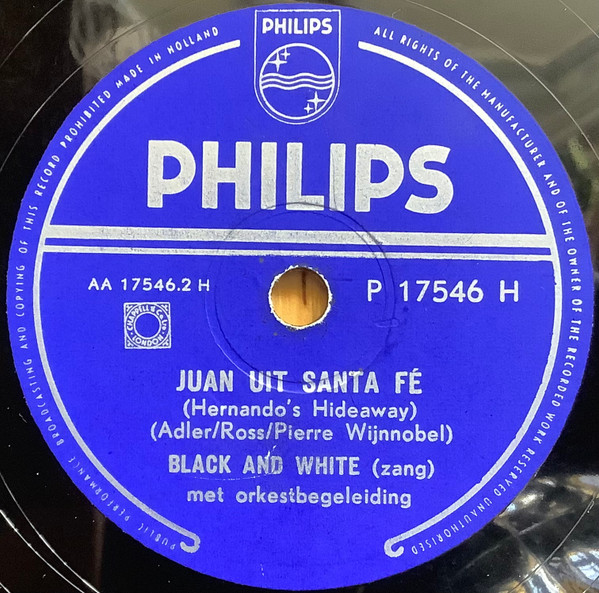 PHILIPS
PHILIPS
AA 17546.2 H
P 17546 H
CHAPPELL & Co. Ltd.
LONDON
JUAN UIT SANTA FÉ
(Hernando's Hideaway)
(Adler/Ross/Pierre Wijnnobel)
BLACK AND WHITE (zang)
met orkestbegeleiding
PUBLIC PERFORMANCE BROADCASTING AND COPYING OF THIS RECORD PROHIBITED MADE IN HOLLAND
ALL RIGHTS OF THE MANUFACTURER AND OF THE OWNER OF THE RECORDED WORK RESERVED UNAUTHORISED